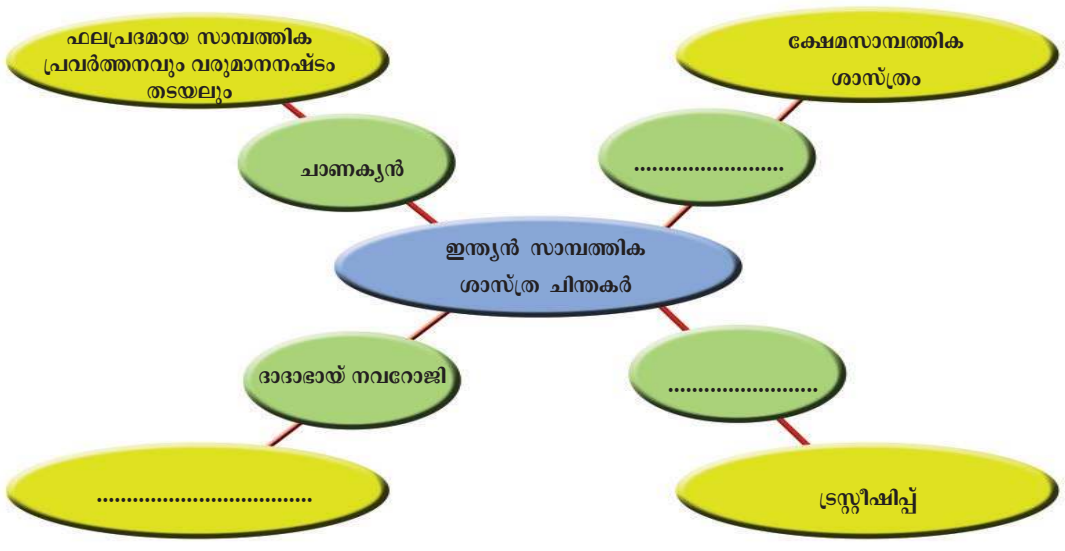 ഫലപ്രദമായ സാമ്പത്തിക
പ്രവർത്തനവും വരുമാനനഷ്ടം
തടയലും
ക്ഷേമസാമ്പത്തിക
ശാസ്ത്രം
ചാണക്യൻ
.........................
ഇന്ത്യൻ സാമ്പത്തിക
ശാസ്ത്ര ചിന്തകർ
ദാദാഭായ് നവറോജി
.........................
....................................
ട്രസ്റ്റീഷിപ്പ്